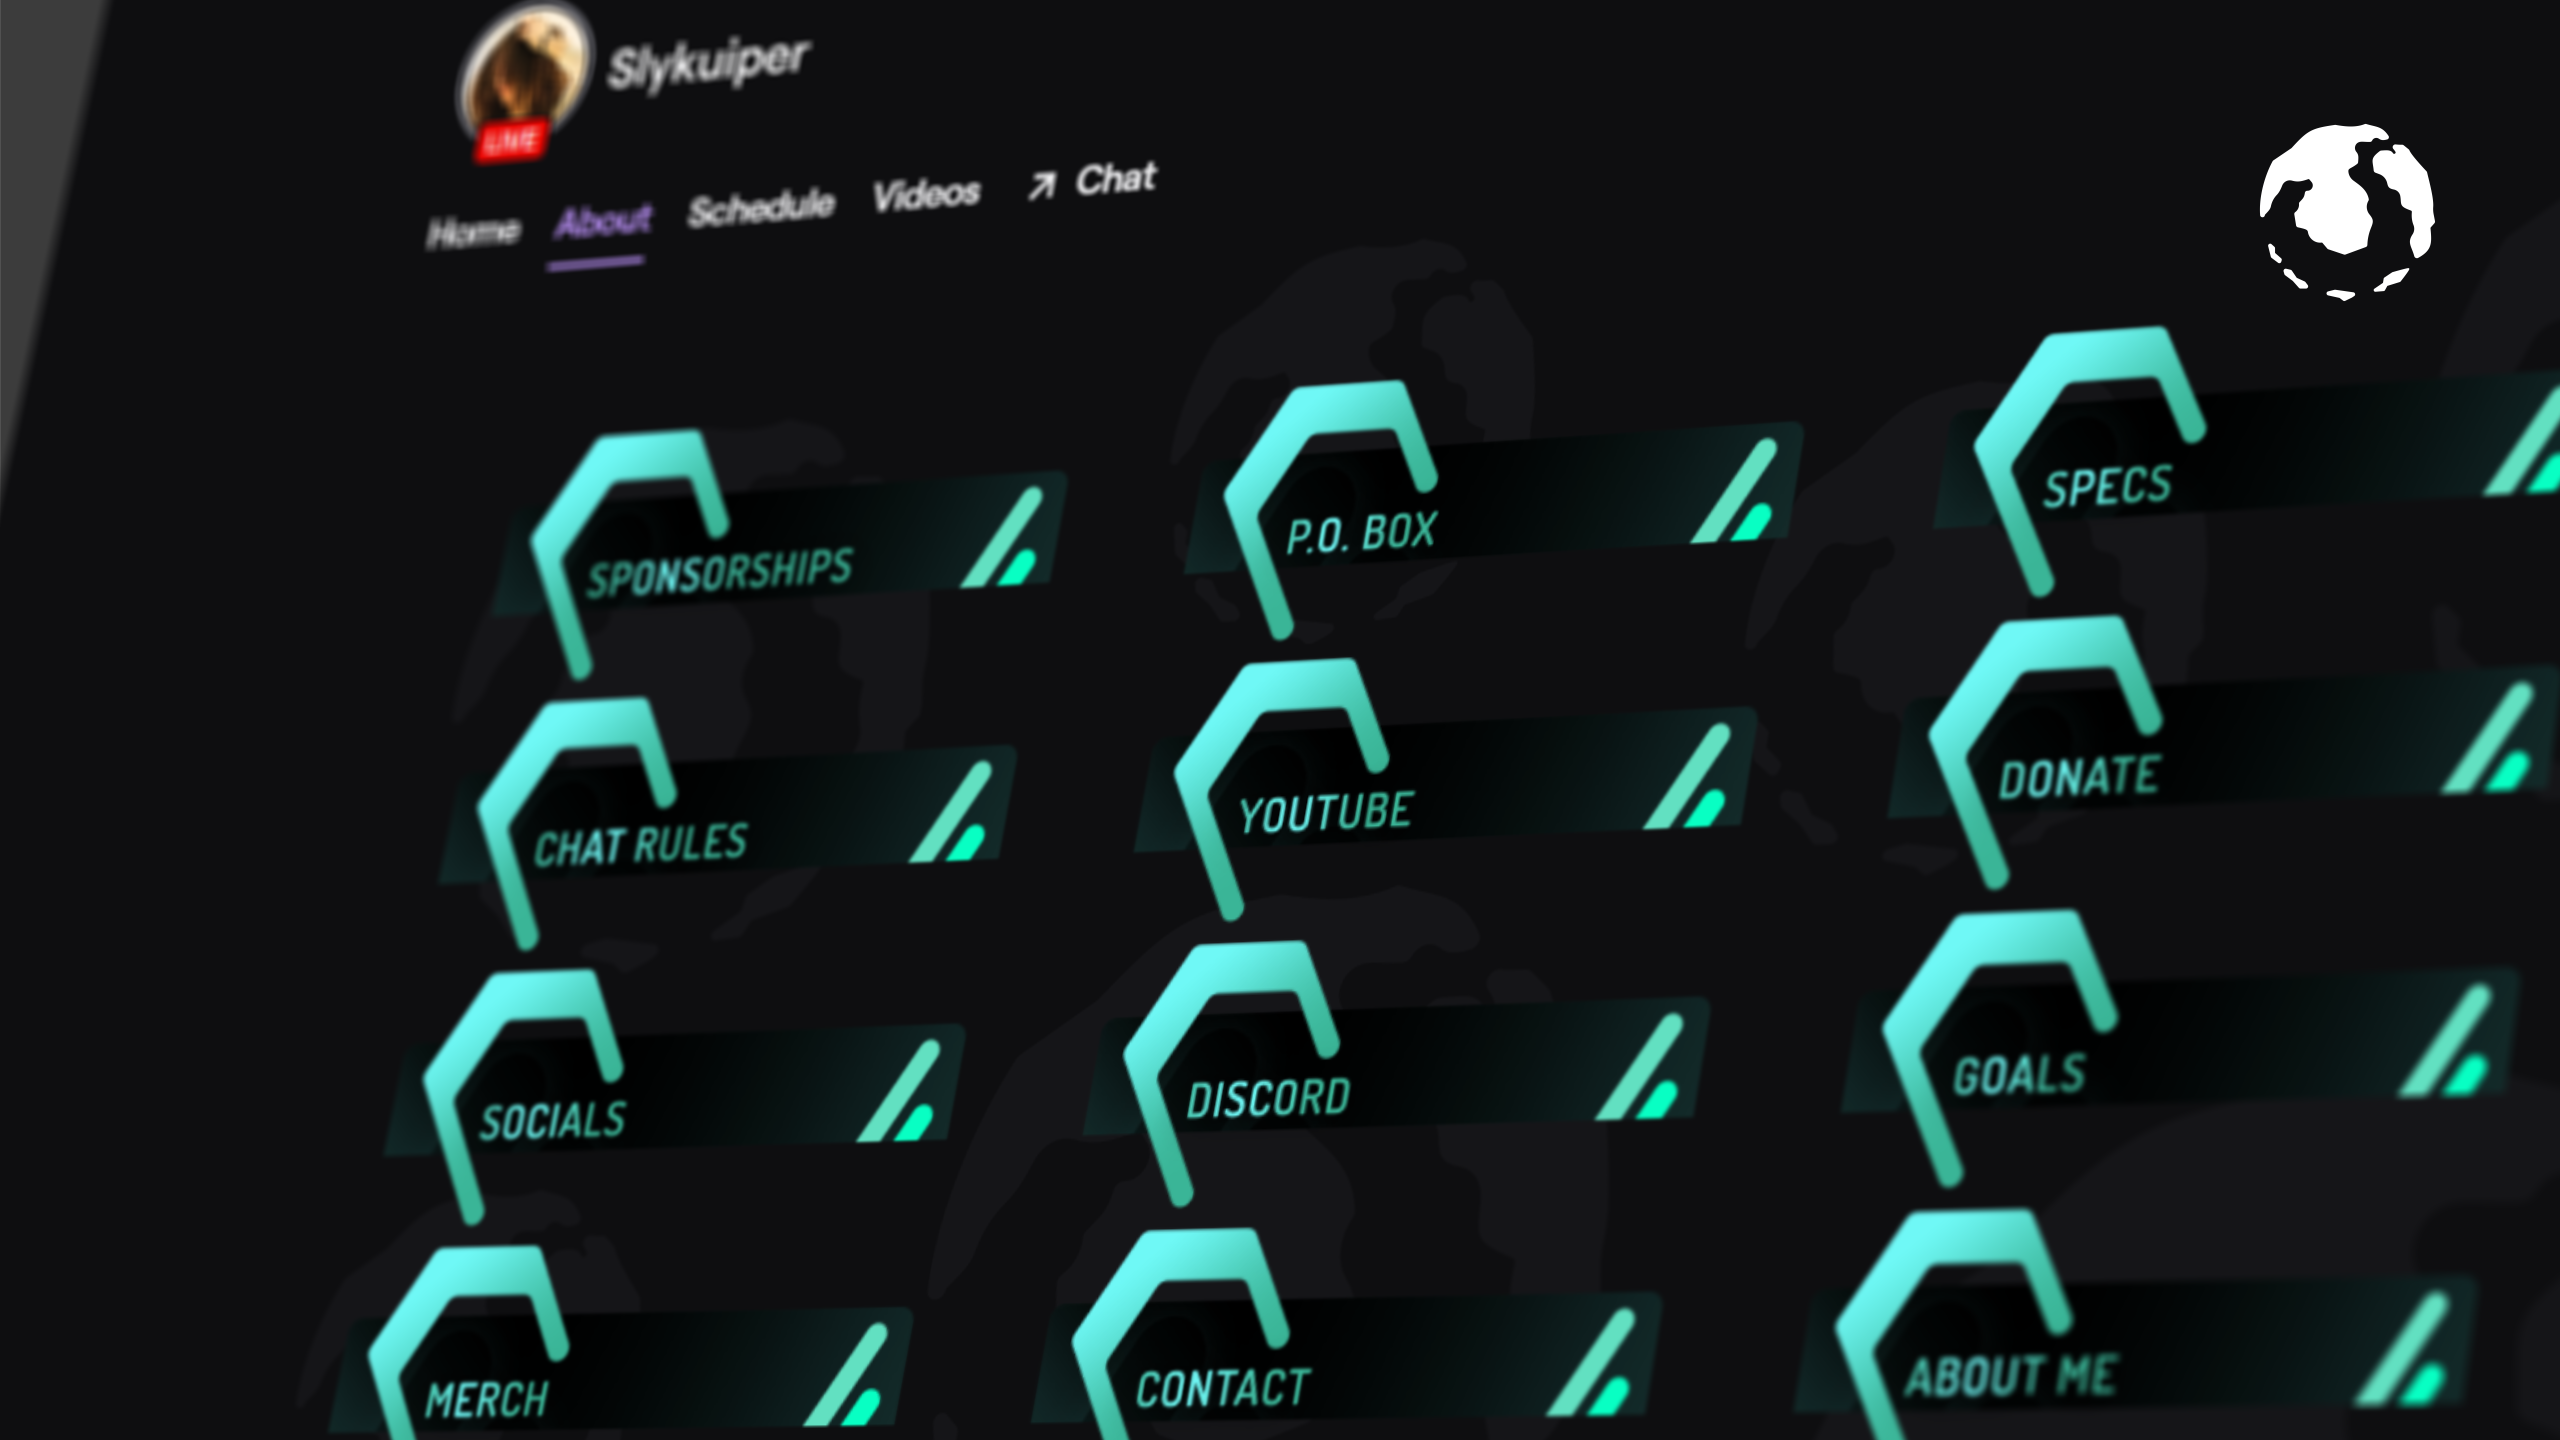 Slykuiper
LIVE
Home About Schedule Videos Chat
SPONSORSHIPS P.O. BOX SPECS
CHAT RULES YOUTUBE DONATE
SOCIALS DISCORD GOALS
MERCH CONTACT ABOUT ME